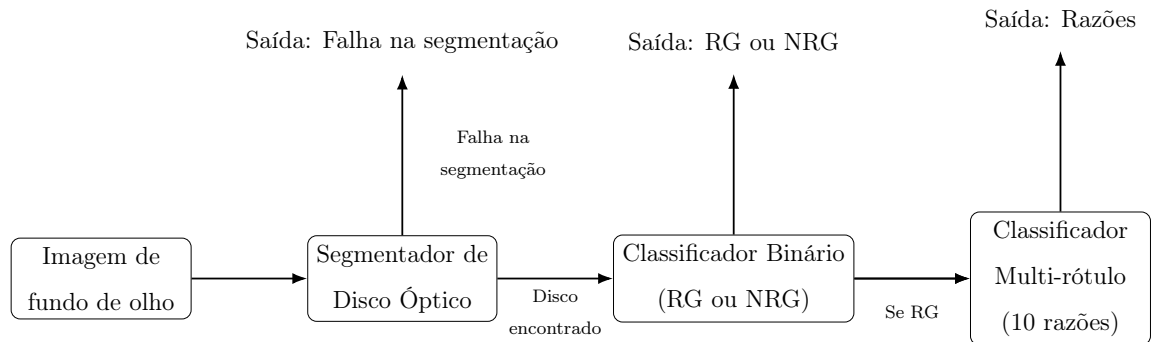 Saída: Falha na segmentação
Saída: RG ou NRG
Saída: Razões
Falha na
segmentação
Imagem de
fundo de olho
Segmentador de
Disco Óptico
Disco
encontrado
Classificador Binário
(RG ou NRG)
Se RG
Classificador
Multi-rótulo
(10 razões)